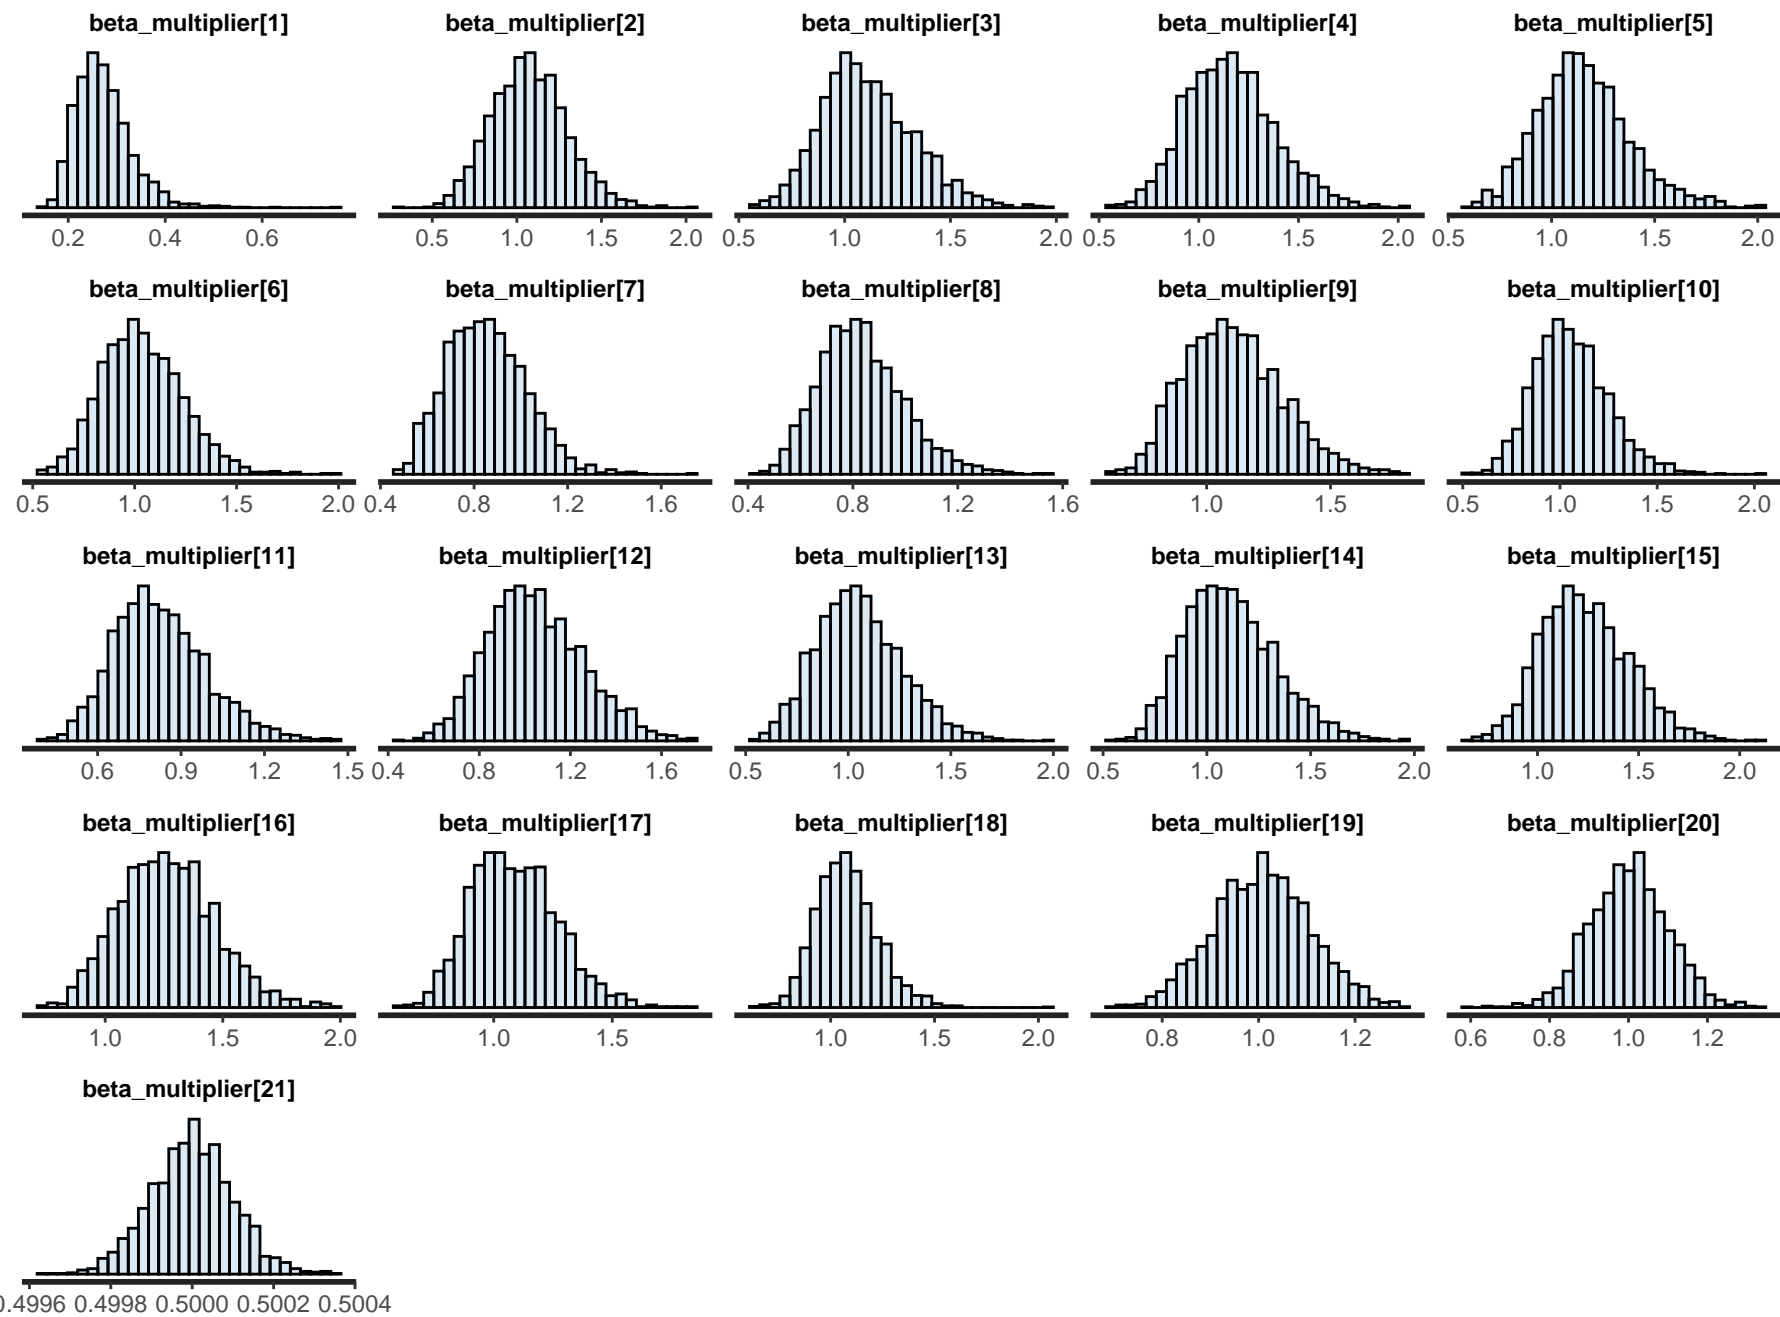 beta_multiplier[1] beta_multiplier[2] beta_multiplier[3] beta_multiplier[4] beta_multiplier[5]
0.2 0.4 0.6 0.5 1.0 1.5 2.0 0.5 1.0 1.5 2.0 0.5 1.0 1.5 2.0 0.5 1.0 1.5 2.0
beta_multiplier[6] beta_multiplier[7] beta_multiplier[8] beta_multiplier[9] beta_multiplier[10]
0.5 1.0 1.5 2.0 0.4 0.8 1.2 1.6 0.4 0.8 1.2 1.6 1.0 1.5 0.5 1.0 1.5 2.0
beta_multiplier[11] beta_multiplier[12] beta_multiplier[13] beta_multiplier[14] beta_multiplier[15]
0.6 0.9 1.2 1.5 0.4 0.8 1.2 1.6 0.5 1.0 1.5 2.0 0.5 1.0 1.5 2.0 1.0 1.5 2.0
beta_multiplier[16] beta_multiplier[17] beta_multiplier[18] beta_multiplier[19] beta_multiplier[20]
1.0 1.5 2.0 1.0 1.5 1.0 1.5 2.0 0.8 1.0 1.2 0.6 0.8 1.0 1.2
beta_multiplier[21]
0.4996 0.4998 0.5000 0.5002 0.5004